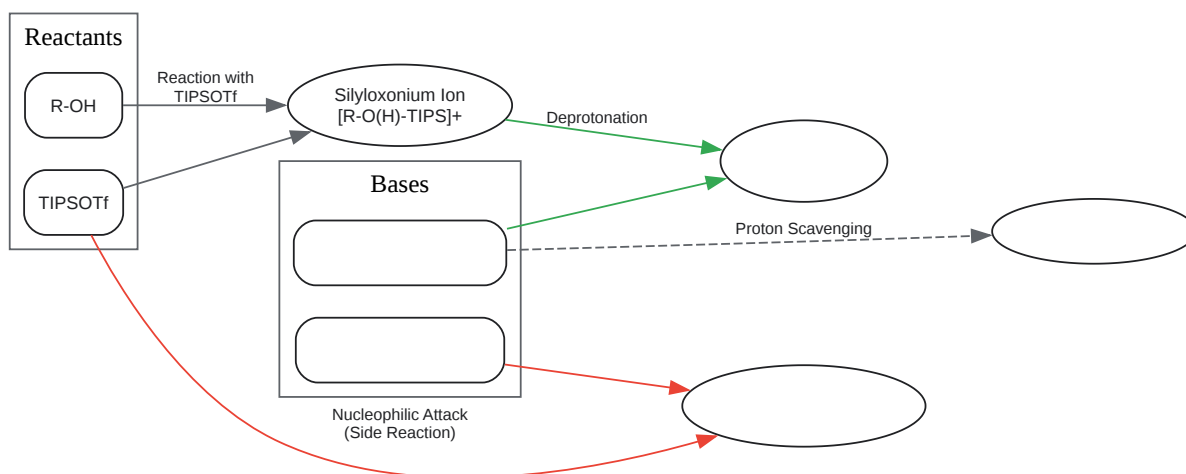 Reactants
R-OH
TIPSOTf
Reaction with
TIPSOTf
Silyloxonium Ion
[R-O(H)-TIPS]+
Deprotonation
Bases
Proton Scavenging
Nucleophilic Attack
(Side Reaction)